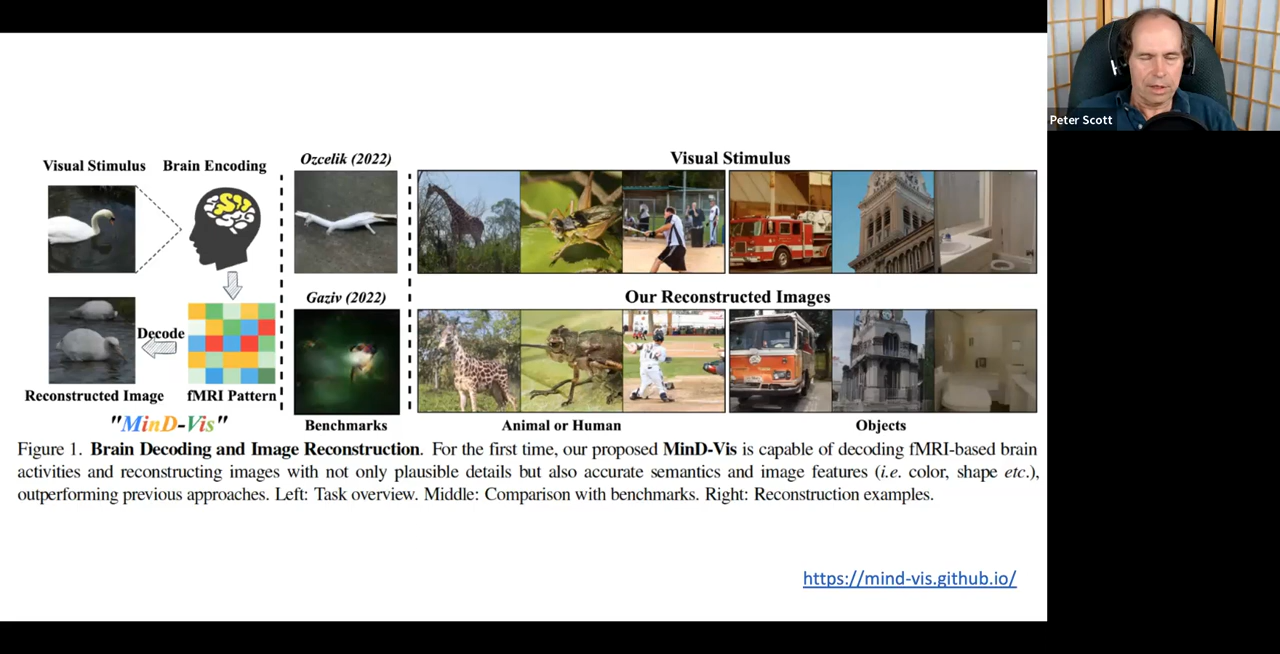 Peter Scott
Visual Stimulus
Brain Encoding
Decode
Reconstructed Image
fMRI Pattern
"MinD-Vis"
Ozcelik (2022)
Gaziv (2022)
Benchmarks
Visual Stimulus
Our Reconstructed Images
Animal or Human
Objects
Figure 1. Brain Decoding and Image Reconstruction. For the first time, our proposed MinD-Vis is capable of decoding fMRI-based brain
activities and reconstructing images with not only plausible details but also accurate semantics and image features (i.e. color, shape etc.),
outperforming previous approaches. Left: Task overview. Middle: Comparison with benchmarks. Right: Reconstruction examples.
https://mind-vis.github.io/